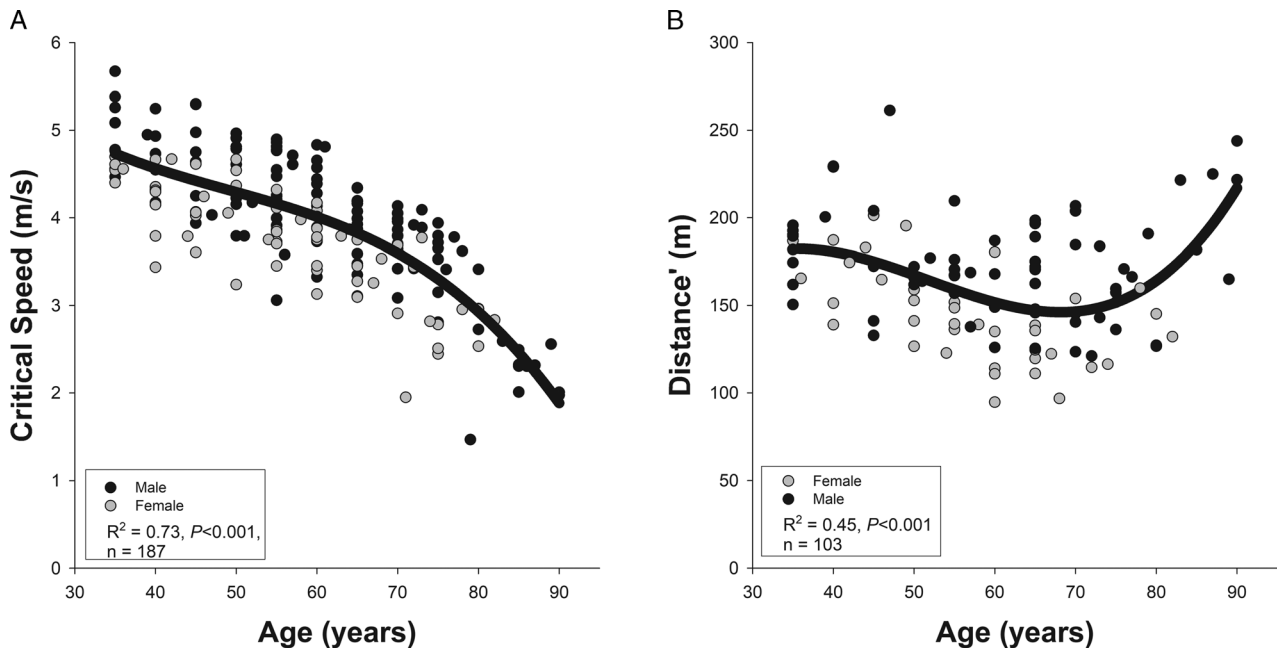 A
Critical Speed (m/s)
6
5
4
3
2
1
0
Male
Female
R² = 0.73, P<0.001,
n = 187
30 40 50 60 70 80 90
Age (years)
B
Distance' (m)
300
250
200
150
100
50
0
Female
Male
R² = 0.45, P<0.001
n = 103
30 40 50 60 70 80 90
Age (years)